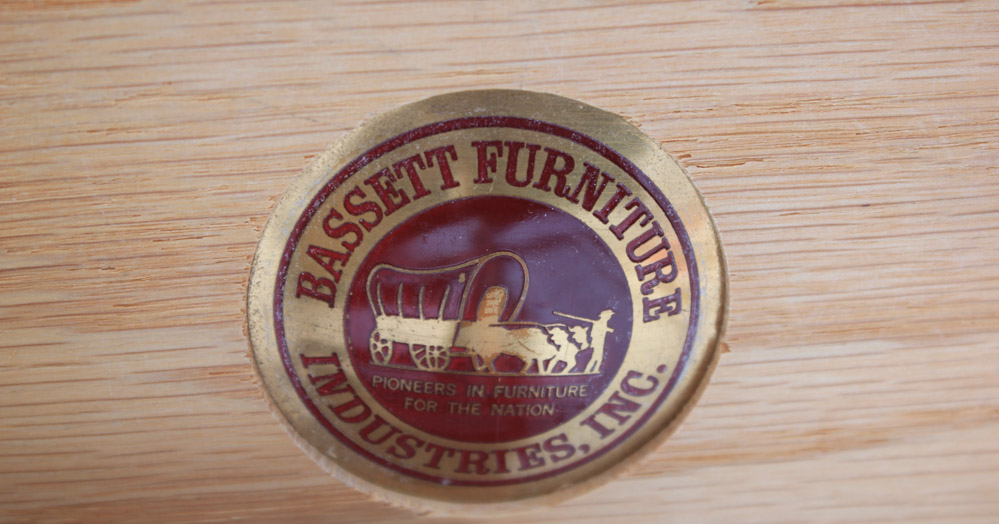 BASSETT FURNITURE
PIONEERS IN FURNITURE
FOR THE NATION
INDUSTRIES, INC.